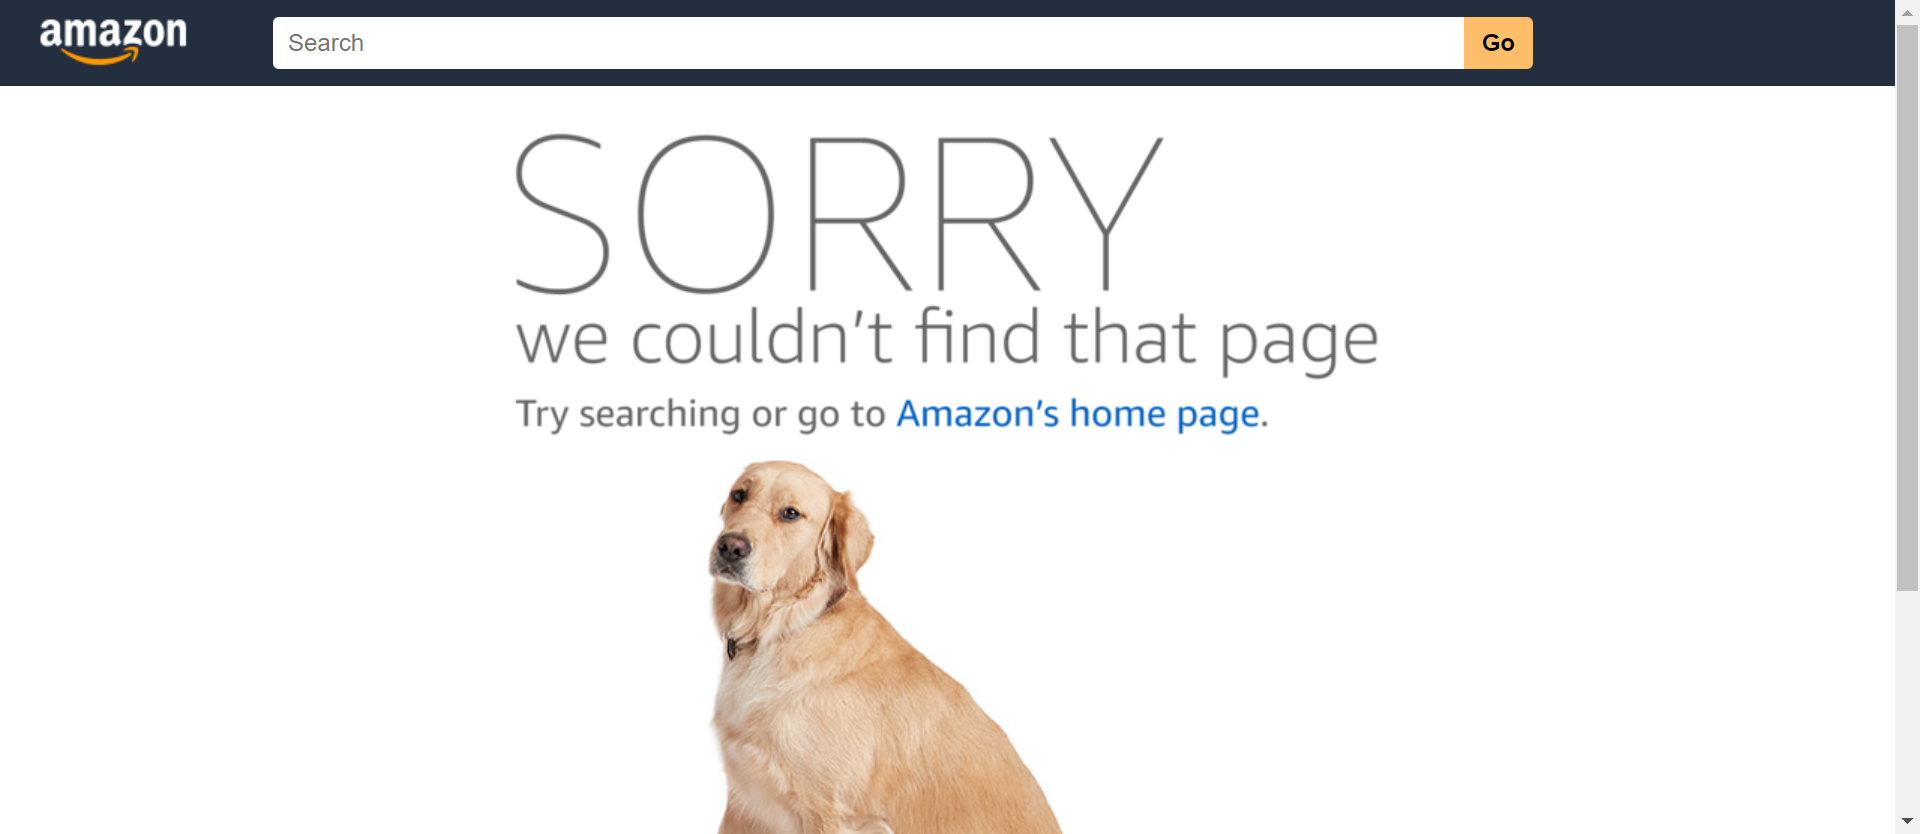 amazon
Search
Go
SORRY
we couldn't find that page
Try searching or go to Amazon's home page.